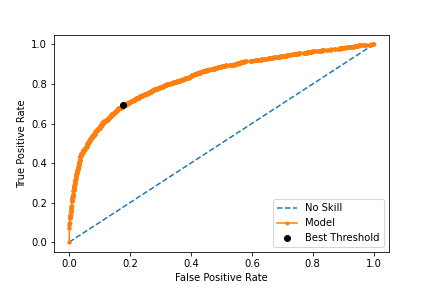 1.0
0.8
0.6
0.4
0.2
0.0
True Positive Rate
0.0 0.2 0.4 0.6 0.8 1.0
False Positive Rate
No Skill
Model
Best Threshold